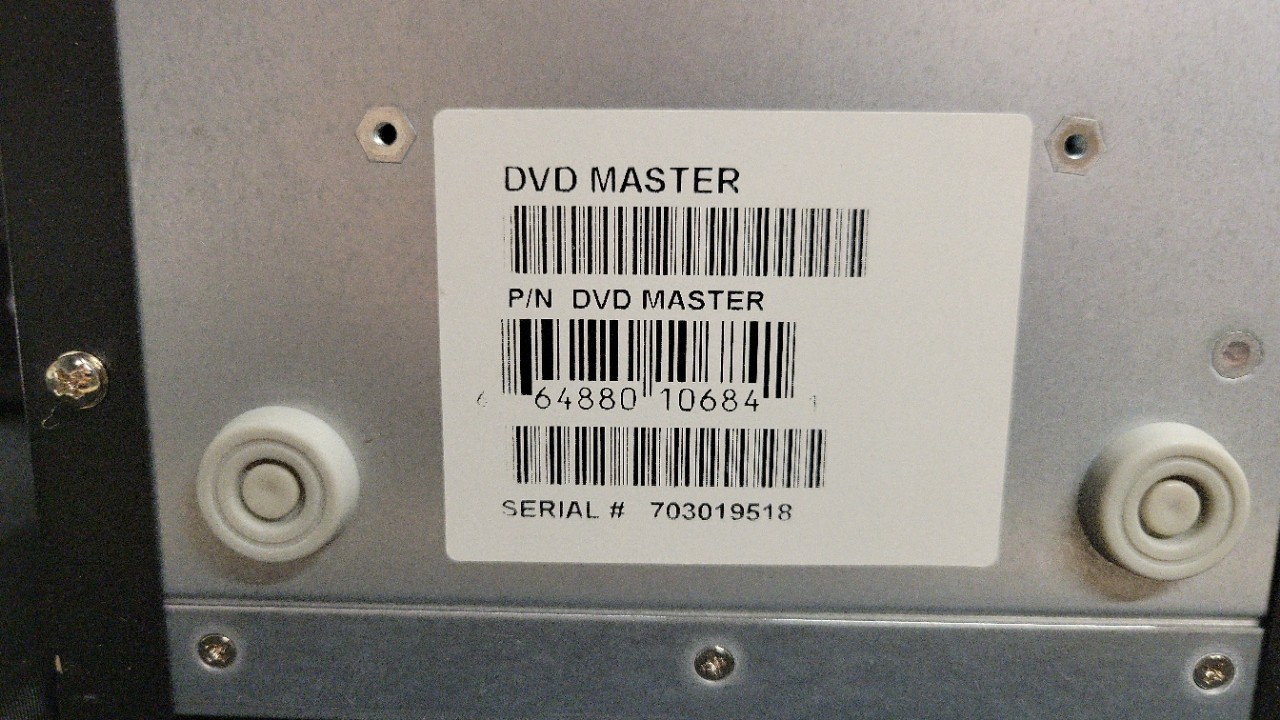 DVD MASTER
P/N DVD MASTER
6 64880 10684 1
SERIAL # 703019518